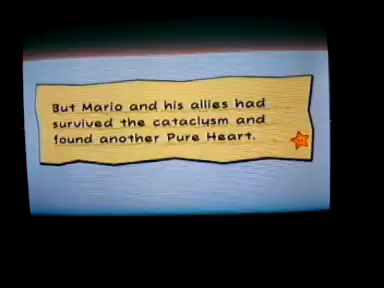 But Mario and his allies had
survived the cataclysm and
found another Pure Heart.